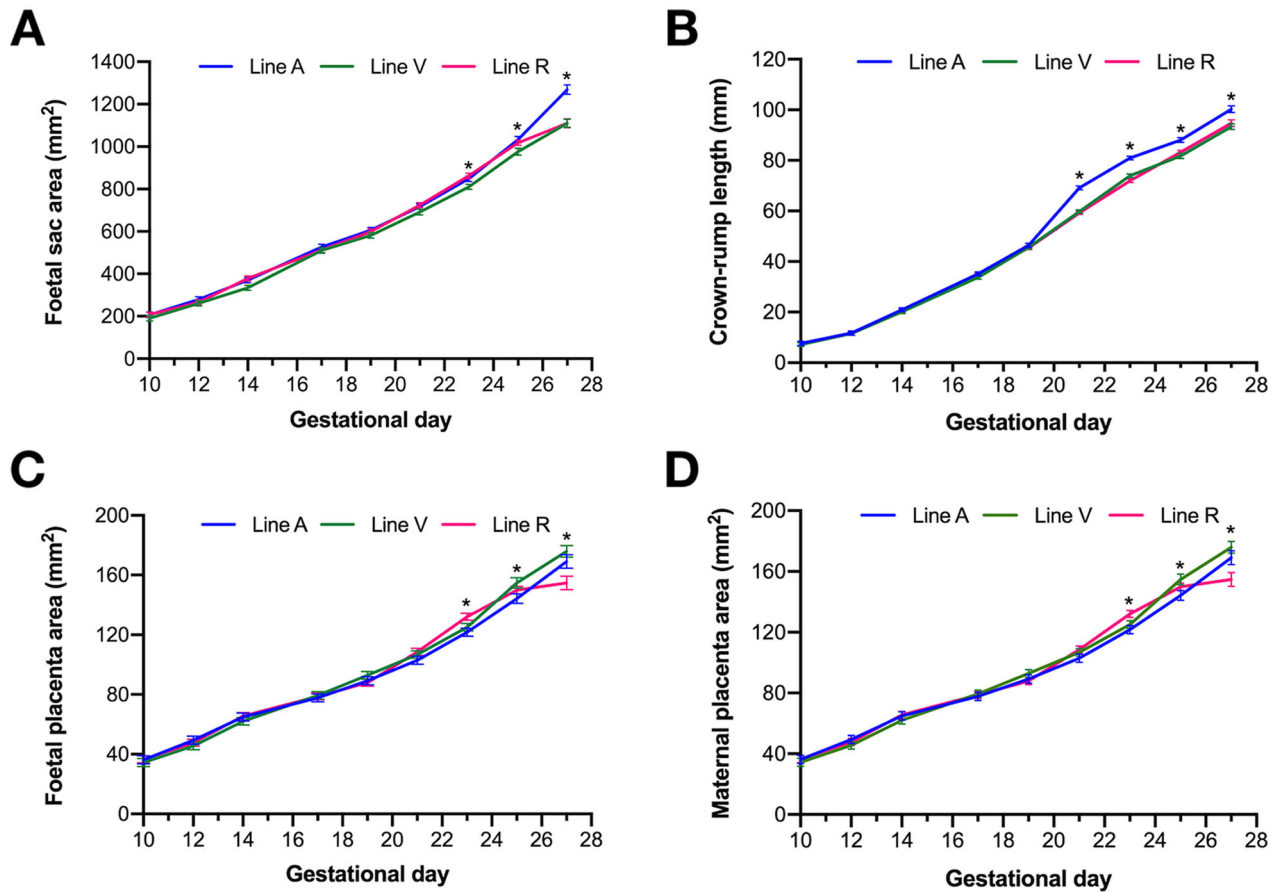 A
Line A Line V Line R
Foetal sac area (mm²)
1400
1200
1000
800
600
400
200
0
* * *
10 12 14 16 18 20 22 24 26 28
Gestational day
B
Line A Line V Line R
Crown-rump length (mm)
120
100
80
60
40
20
0
* * * *
10 12 14 16 18 20 22 24 26 28
Gestational day
C
Line A Line V Line R
Foetal placenta area (mm²)
200
160
120
80
40
0
* * *
10 12 14 16 18 20 22 24 26 28
Gestational day
D
Line A Line V Line R
Maternal placenta area (mm²)
200
160
120
80
40
0
* * *
10 12 14 16 18 20 22 24 26 28
Gestational day